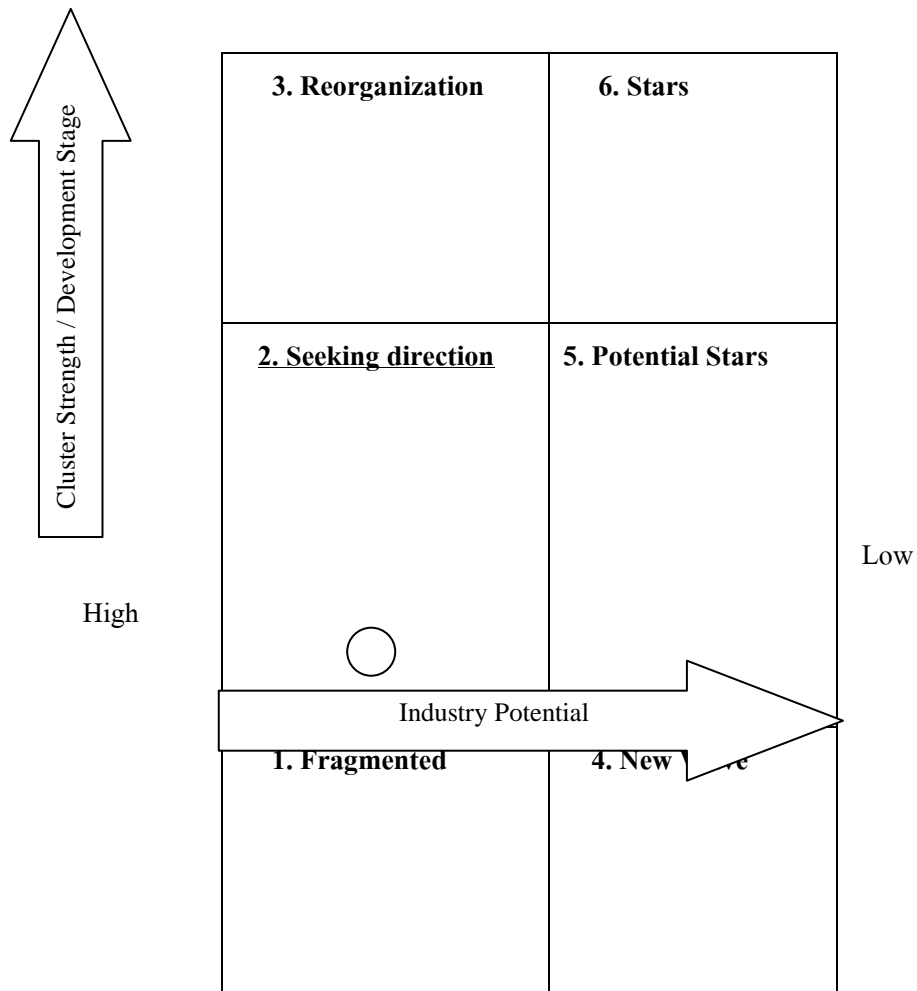 3. Reorganization
6. Stars
Cluster Strength / Development Stage
2. Seeking direction
5. Potential Stars
Low
High
Industry Potential
1. Fragmented
4. New